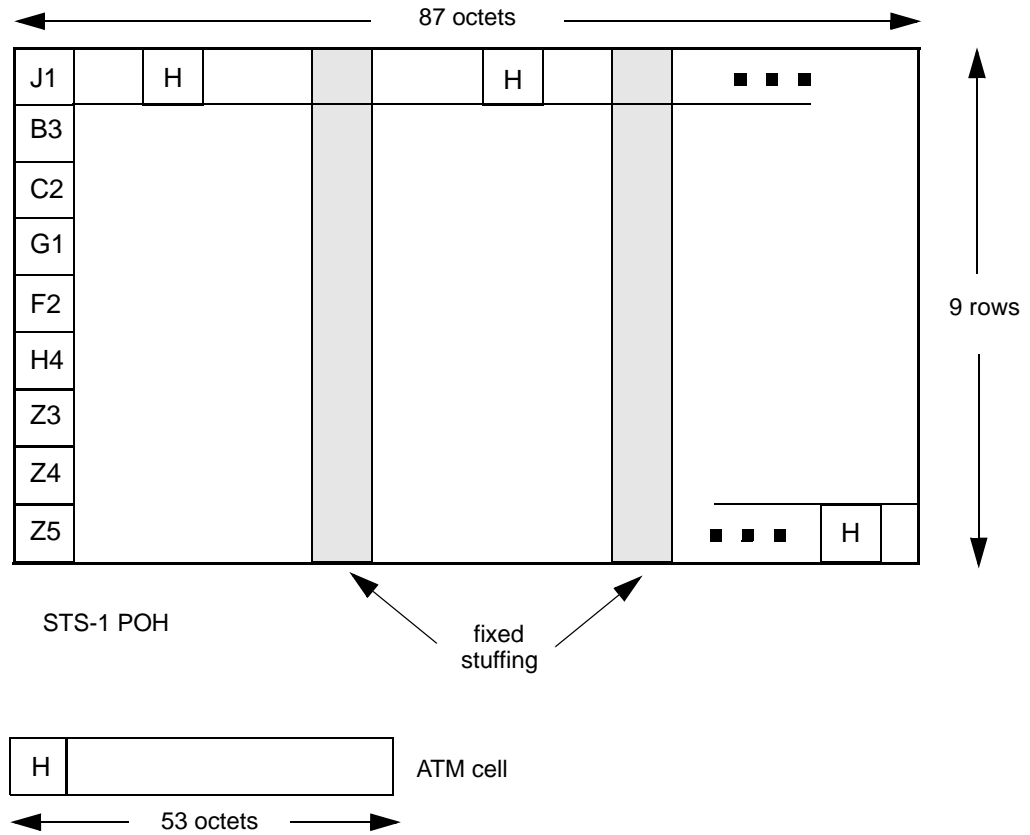 87 octets
J1 H H
B3
C2
G1
F2
9 rows
H4
Z3
Z4
Z5 H
STS-1 POH
fixed
stuffing
H ATM cell
53 octets